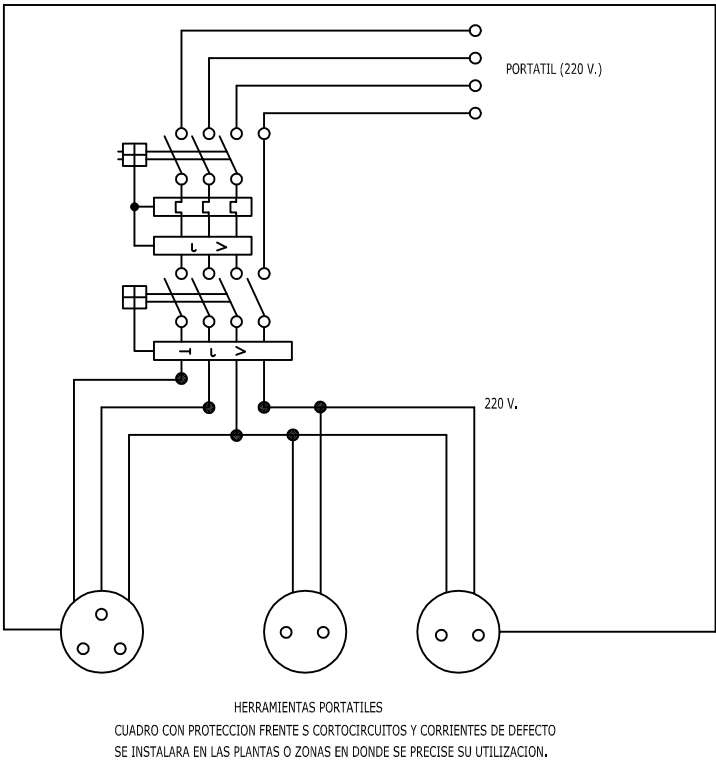 PORTATIL (220 V.)
220 V.
HERRAMIENTAS PORTATILES
CUADRO CON PROTECCION FRENTE S CORTOCIRCUITOS Y CORRIENTES DE DEFECTO
SE INSTALARA EN LAS PLANTAS O ZONAS EN DONDE SE PRECISE SU UTILIZACION.